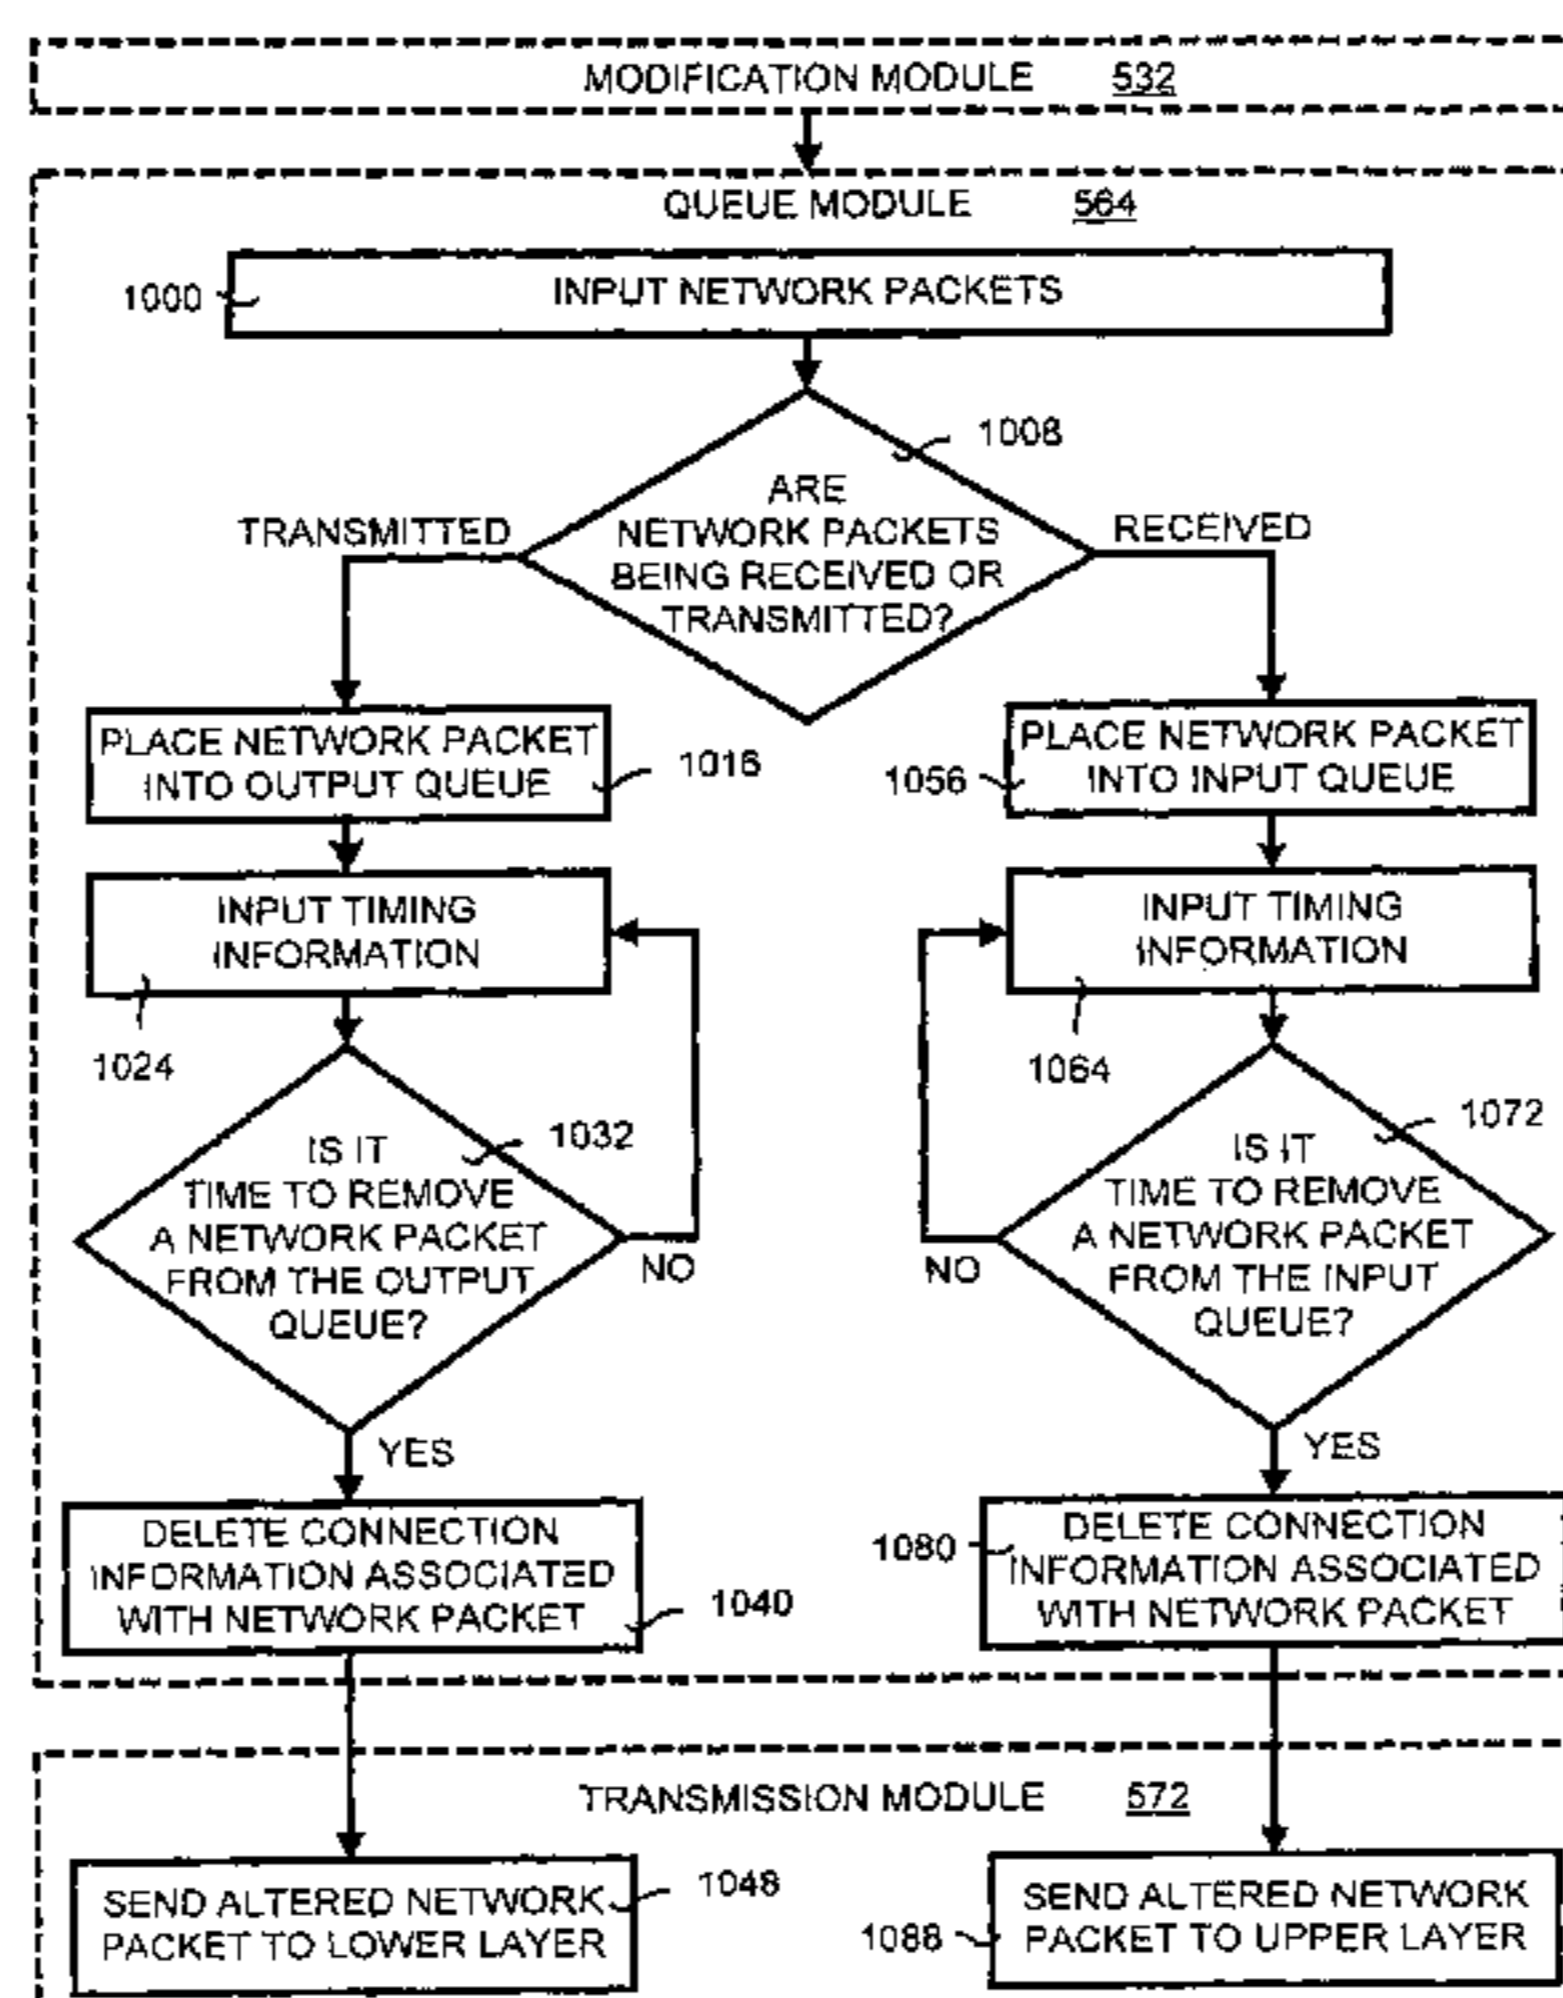 MODIFICATION MODULE 532
QUEUE MODULE 564
1000
INPUT NETWORK PACKETS
1008
ARE
NETWORK PACKETS
BEING RECEIVED OR
TRANSMITTED?
TRANSMITTED
RECEIVED
PLACE NETWORK PACKET
INTO OUTPUT QUEUE
1016
1056
PLACE NETWORK PACKET
INTO INPUT QUEUE
INPUT TIMING
INFORMATION
1024
INPUT TIMING
INFORMATION
1064
IS IT
TIME TO REMOVE
A NETWORK PACKET
FROM THE OUTPUT
QUEUE?
1032
NO
YES
IS IT
TIME TO REMOVE
A NETWORK PACKET
FROM THE INPUT
QUEUE?
1072
NO
YES
DELETE CONNECTION
INFORMATION ASSOCIATED
WITH NETWORK PACKET
1040
1080
DELETE CONNECTION
INFORMATION ASSOCIATED
WITH NETWORK PACKET
TRANSMISSION MODULE 572
SEND ALTERED NETWORK
PACKET TO LOWER LAYER
1048
1088
SEND ALTERED NETWORK
PACKET TO UPPER LAYER